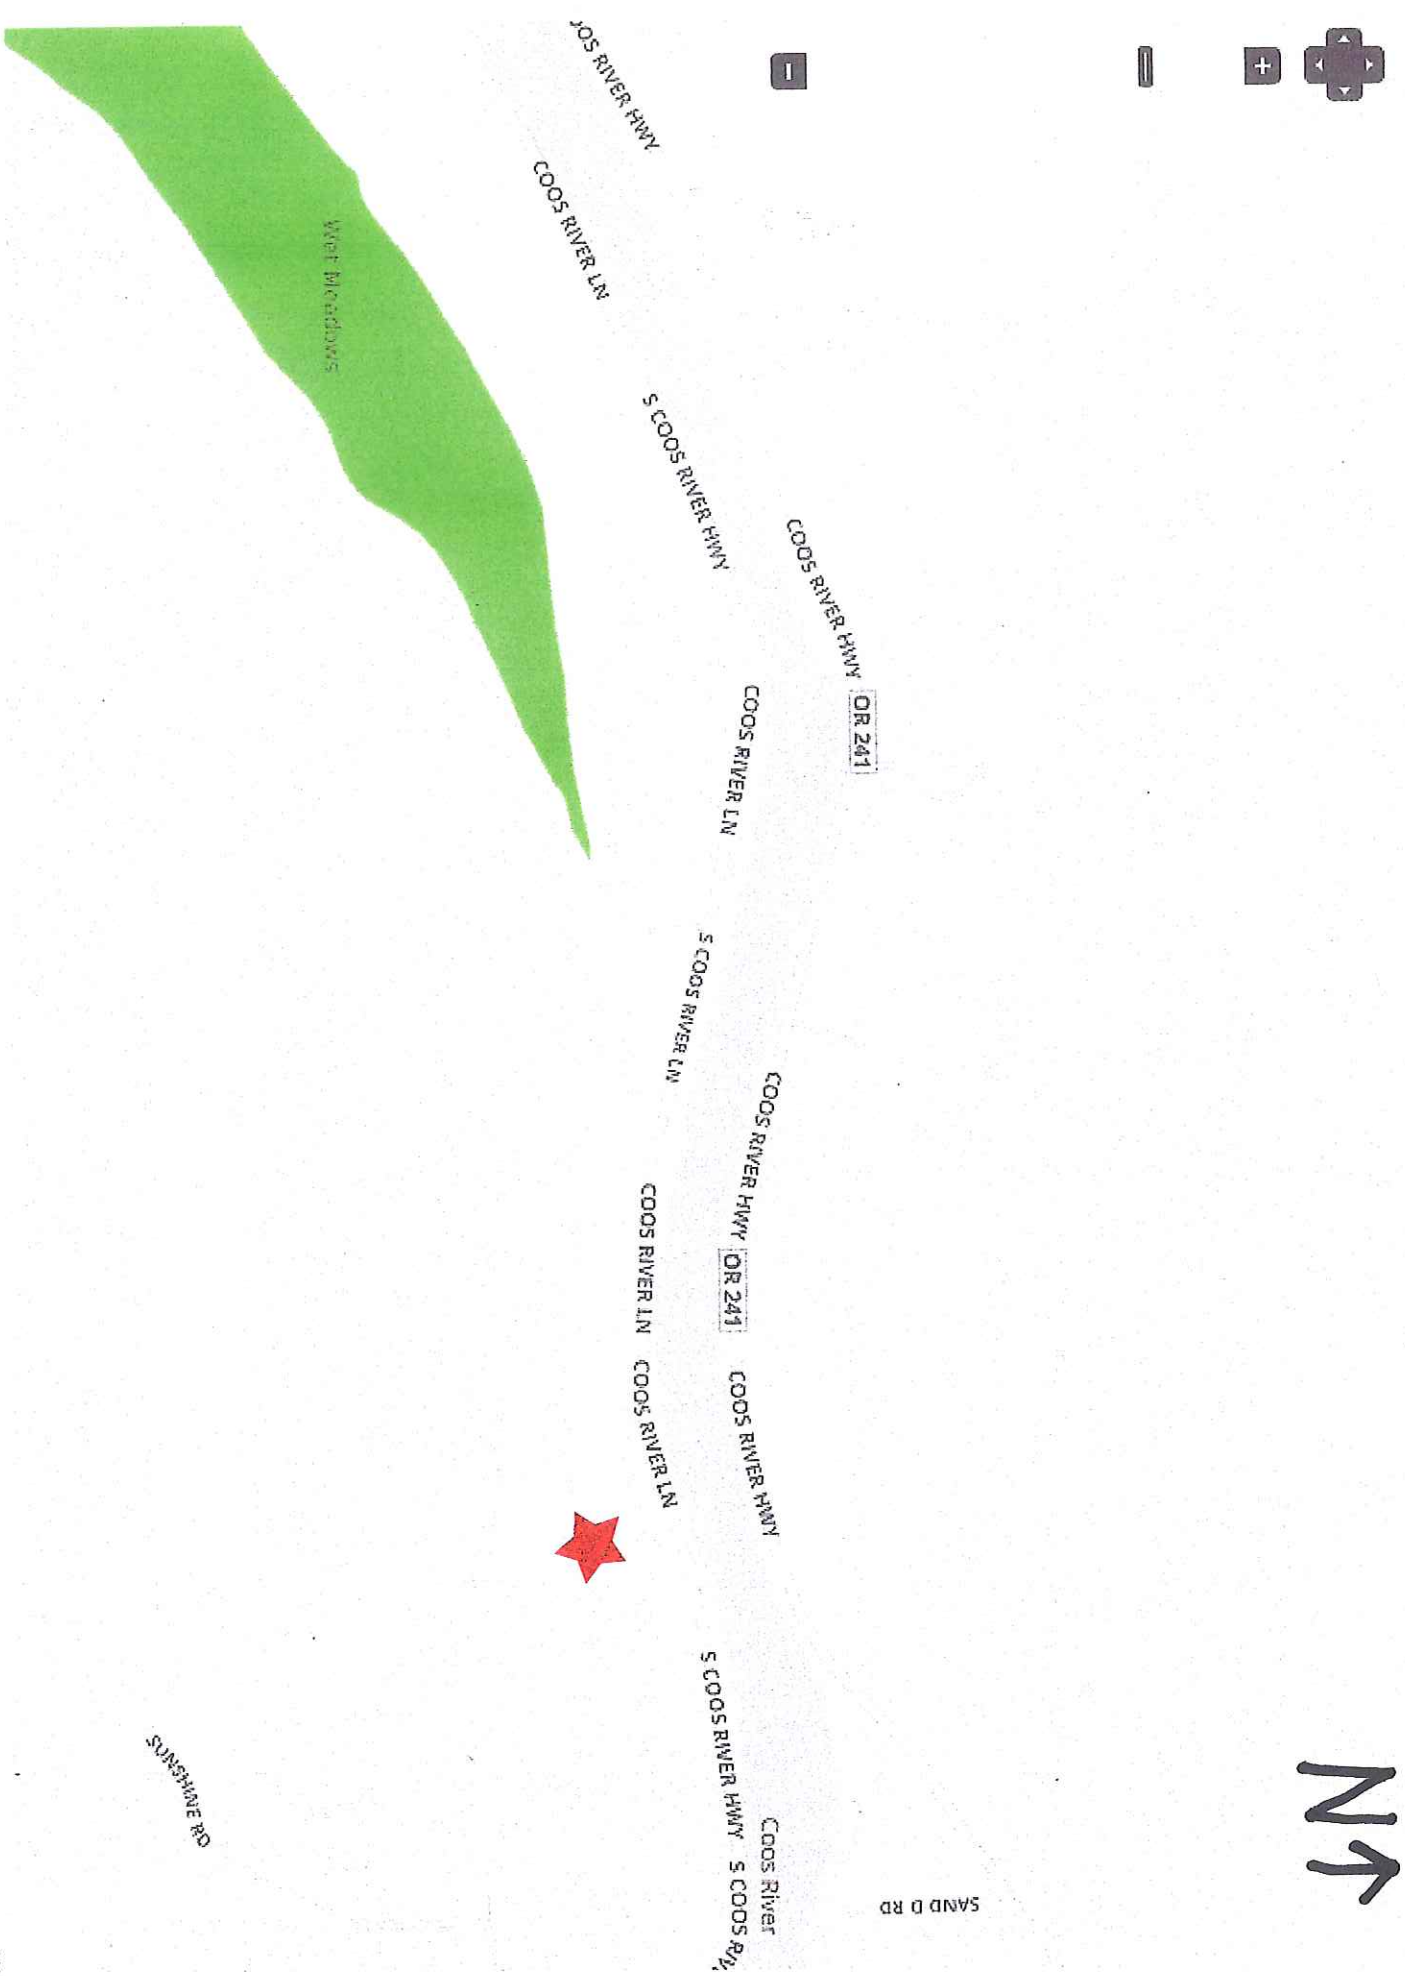 N
SAND D RD
COOS RIVER HWY OR 241
COOS RIVER LN
S COOS RIVER HWY
COOS RIVER LN
OOS RIVER HWY
S COOS RIVER LN
COOS RIVER HWY OR 241
COOS RIVER LN
COOS RIVER LN
COOS RIVER HWY
S COOS RIVER HWY
Coos River
S COOS RIV
Wet Meadows
SUNSHINE RD